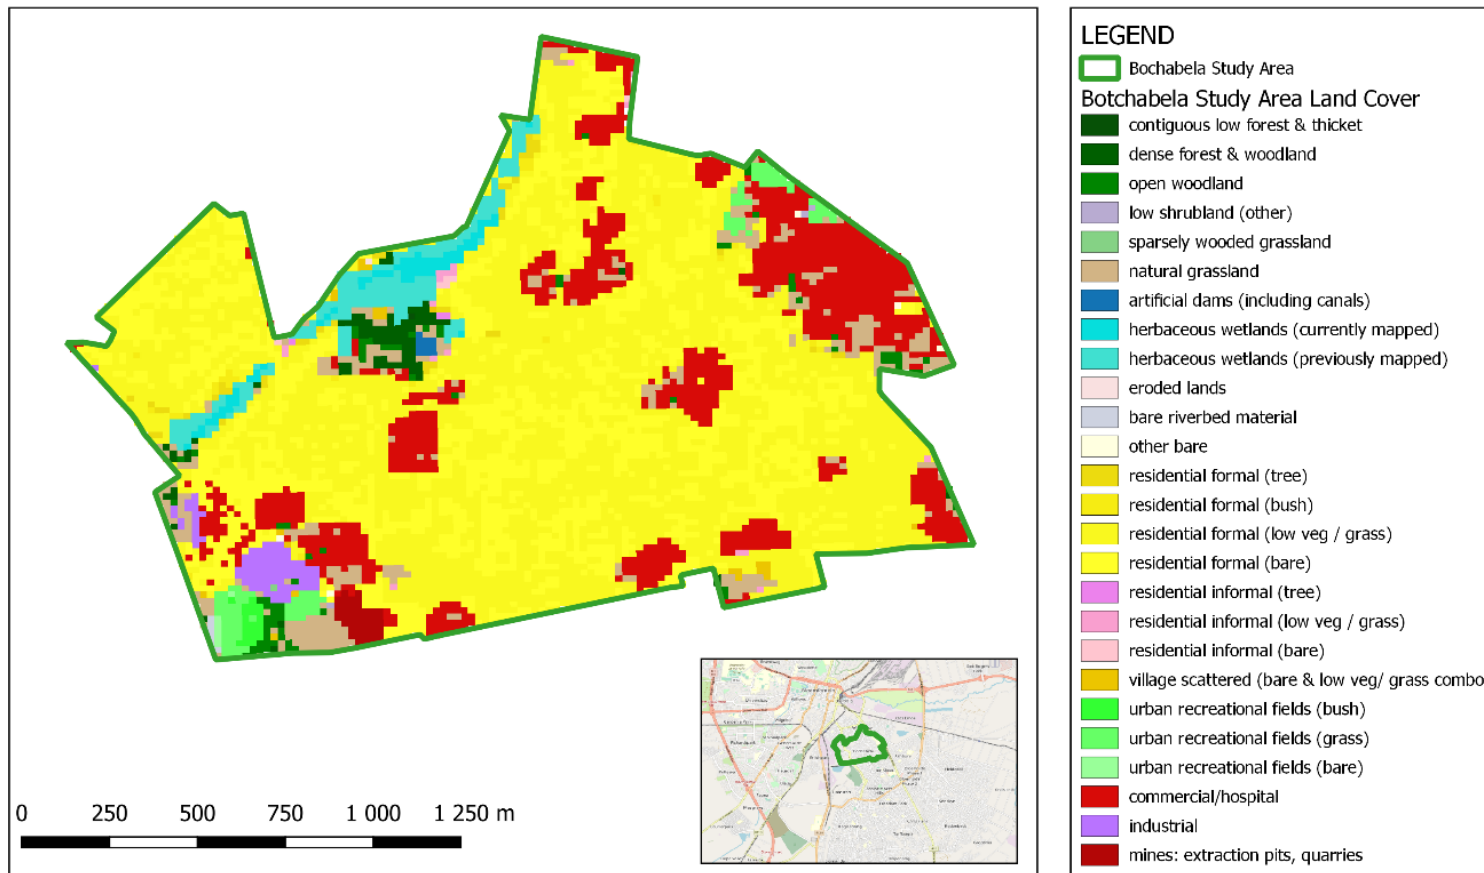 LEGEND
Bochabela Study Area
Botchabela Study Area Land Cover
contiguous low forest & thicket
dense forest & woodland
open woodland
low shrubland (other)
sparsely wooded grassland
natural grassland
artificial dams (including canals)
herbaceous wetlands (currently mapped)
herbaceous wetlands (previously mapped)
eroded lands
bare riverbed material
other bare
residential formal (tree)
residential formal (bush)
residential formal (low veg / grass)
residential formal (bare)
residential informal (tree)
residential informal (low veg / grass)
residential informal (bare)
village scattered (bare & low veg/ grass combo
urban recreational fields (bush)
urban recreational fields (grass)
urban recreational fields (bare)
commercial/hospital
industrial
mines: extraction pits, quarries
0 250 500 750 1 000 1 250 m